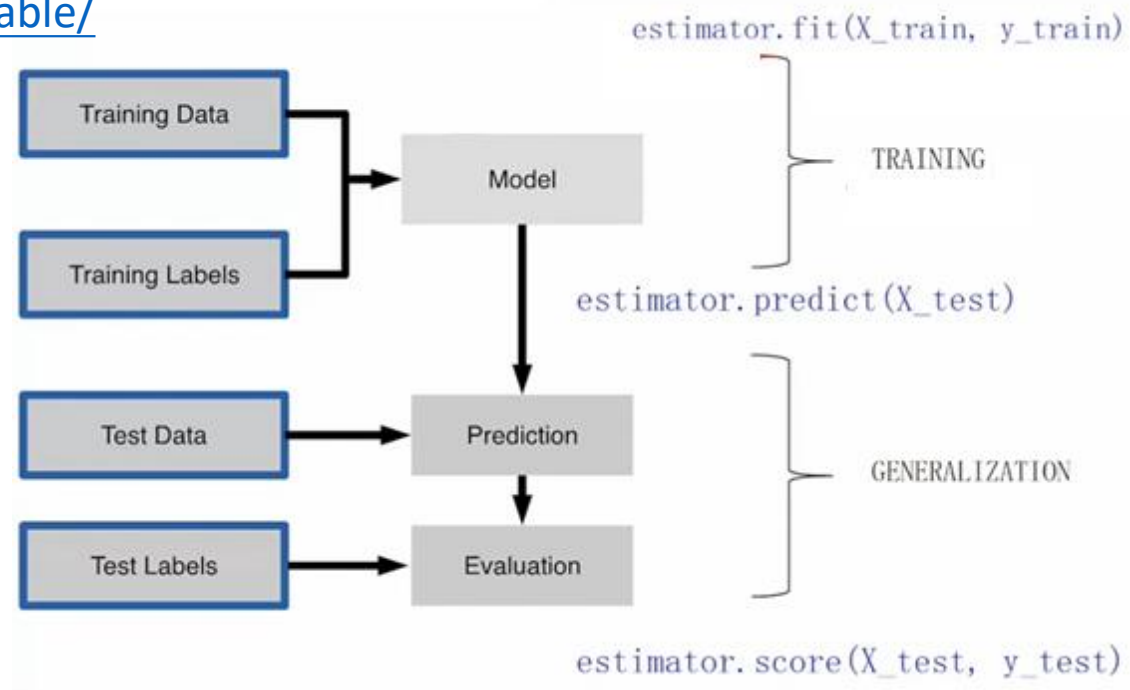 able/
estimator.fit(X_train, y_train)
Training Data
Model
TRAINING
Training Labels
estimator.predict(X_test)
Test Data
Prediction
GENERALIZATION
Test Labels
Evaluation
estimator.score(X_test, y_test)